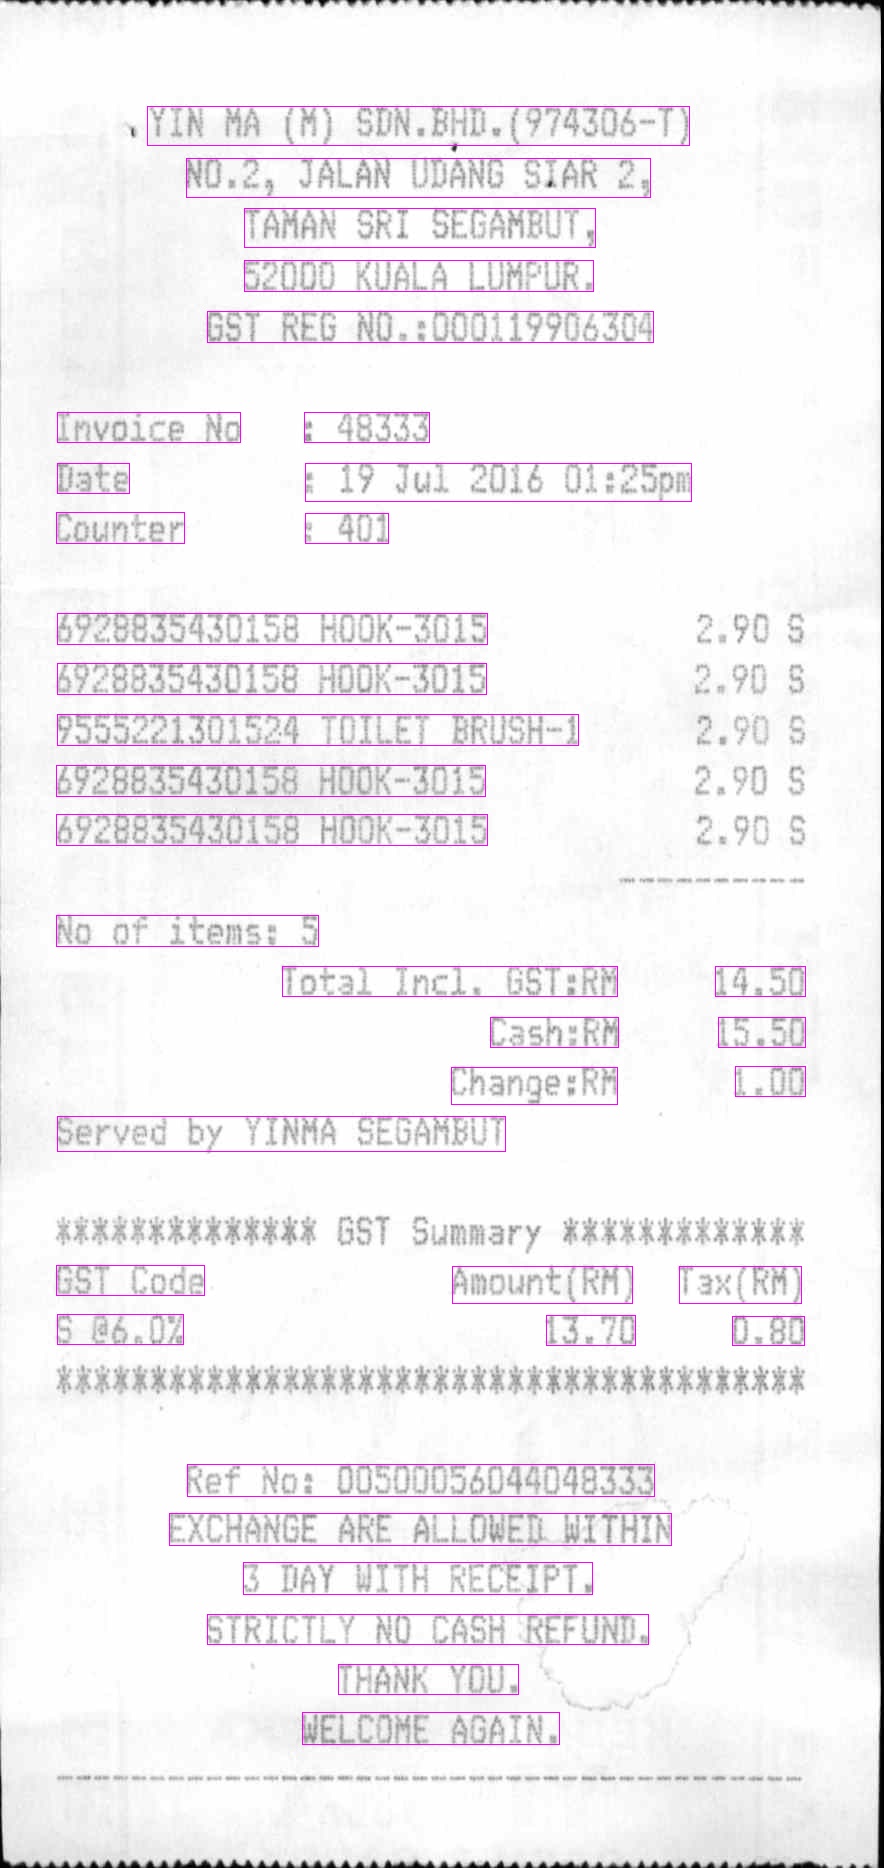 YIN MA (M) SDN.BHD.(974306-T)
NO.2, JALAN UDANG SIAR 2,
TAMAN SRI SEGAMBUT,
52000 KUALA LUMPUR.
GST REG NO.:000119906304
Invoice No : 48333
Date : 19 Jul 2016 01:25pm
Counter : 401
6928835430158 HOOK-3015 2.90 S
6928835430158 HOOK-3015 2.90 S
9555221301524 TOILET BRUSH-1 2.90 S
6928835430158 HOOK-3015 2.90 S
6928835430158 HOOK-3015 2.90 S
----------
No of items: 5
Total Incl. GST:RM 14.50
Cash:RM 15.50
Change:RM 1.00
Served by YINMA SEGAMBUT
************** GST Summary *************
GST Code Amount(RM) Tax(RM)
S @6.0% 13.70 0.80
****************************************
Ref No: 00500056044048333
EXCHANGE ARE ALLOWED WITHIN
3 DAY WITH RECEIPT.
STRICTLY NO CASH REFUND.
THANK YOU.
WELCOME AGAIN.
----------------------------------------